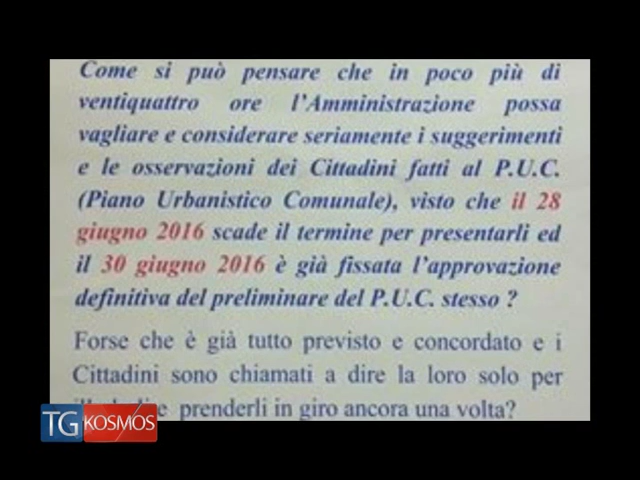 Come si può pensare che in poco più di
ventiquattro ore l'Amministrazione possa
vagliare e considerare seriamente i suggerimenti
e le osservazioni dei Cittadini fatti al P.U.C.
(Piano Urbanistico Comunale), visto che il 28
giugno 2016 scade il termine per presentarli ed
il 30 giugno 2016 è già fissata l'approvazione
definitiva del preliminare del P.U.C. stesso ?
Forse che è già tutto previsto e concordato e i
Cittadini sono chiamati a dire la loro solo per
prenderli in giro ancora una volta?
TG KOSMOS